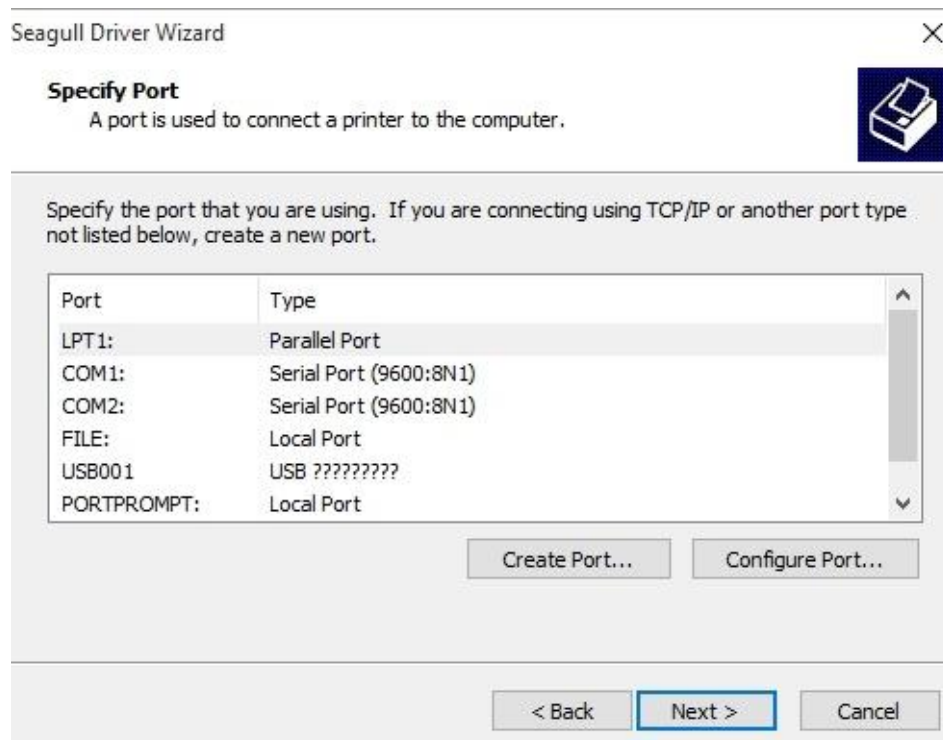 Seagull Driver Wizard
Specify Port
A port is used to connect a printer to the computer.
Specify the port that you are using. If you are connecting using TCP/IP or another port type
not listed below, create a new port.
Port Type
LPT1: Parallel Port
COM1: Serial Port (9600:8N1)
COM2: Serial Port (9600:8N1)
FILE: Local Port
USB001 USB ?????????
PORTPROMPT: Local Port
Create Port... Configure Port...
< Back Next > Cancel